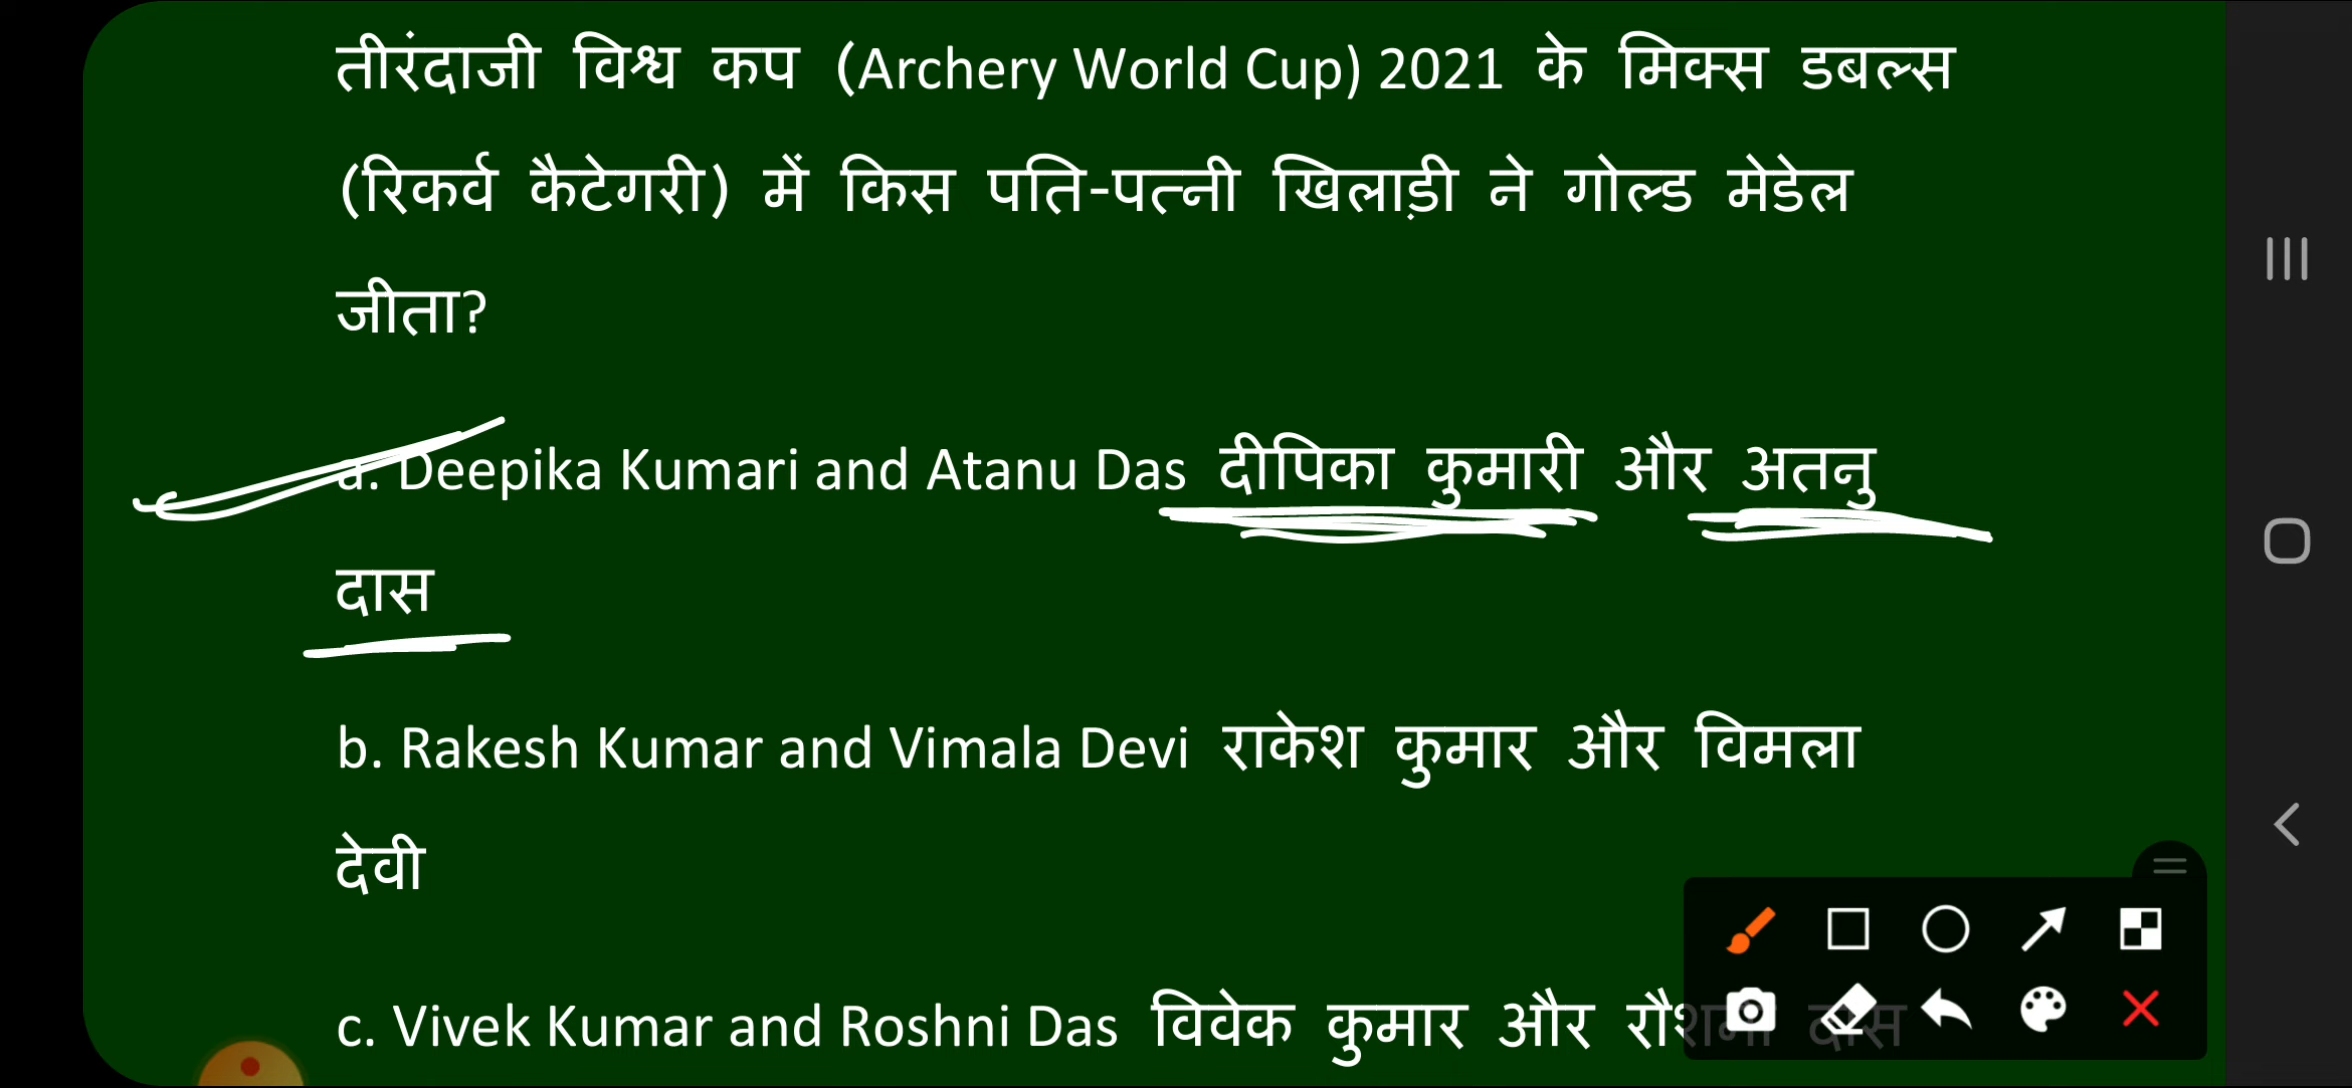 तीरंदाजी विश्व कप (Archery World Cup) 2021 के मिक्स डबल्स
(रिकर्व कैटेगरी) में किस पति-पत्नी खिलाड़ी ने गोल्ड मेडेल
जीता?
a. Deepika Kumari and Atanu Das दीपिका कुमारी और अतनु
दास
b. Rakesh Kumar and Vimala Devi राकेश कुमार और विमला
देवी
c. Vivek Kumar and Roshni Das विवेक कुमार और दास